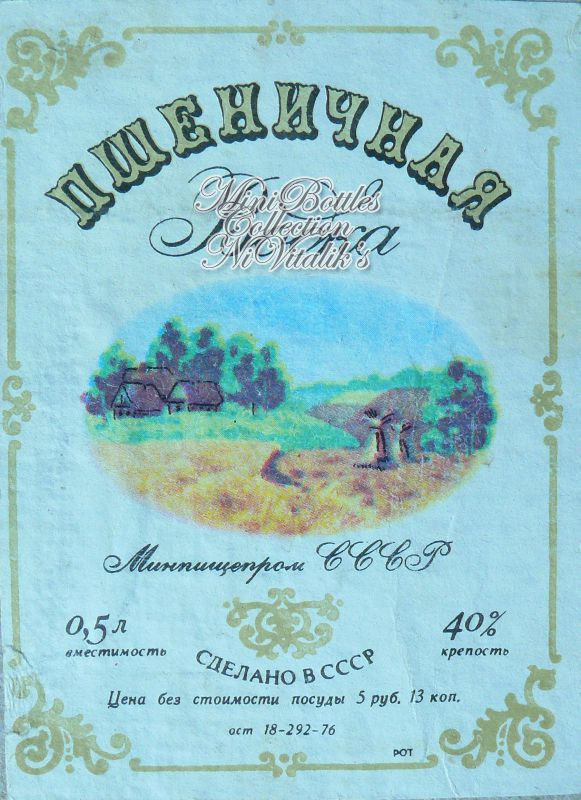 ПШЕНИЧНАЯ
Mini Bottles
Collection
NiVitalik's
Минпищепром СССР
0,5 л
вместимость
40%
крепость
СДЕЛАНО В СССР
Цена без стоимости посуды 5 руб. 13 коп.
ост 18-292-76
РОТ